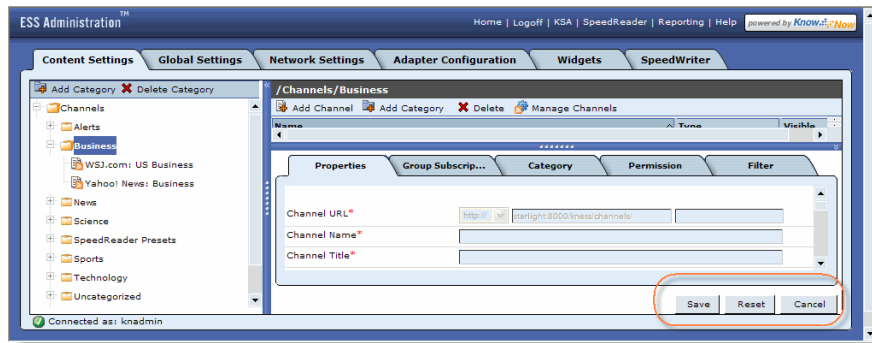 ESS Administration™
Home | Logoff | KSA | SpeedReader | Reporting | Help powered by Know Now
Content Settings Global Settings Network Settings Adapter Configuration Widgets SpeedWriter
Add Category Delete Category
/Channels/Business
Add Channel Add Category Delete Manage Channels
Name Type Visible
Channels
Alerts
Business
WSJ.com: US Business
Yahoo! News: Business
News
Science
SpeedReader Presets
Sports
Technology
Uncategorized
Properties Group Subscrip... Category Permission Filter
Channel URL* http:// starlight:8000/kness/channels/
Channel Name*
Channel Title*
Save Reset Cancel
Connected as: knadmin